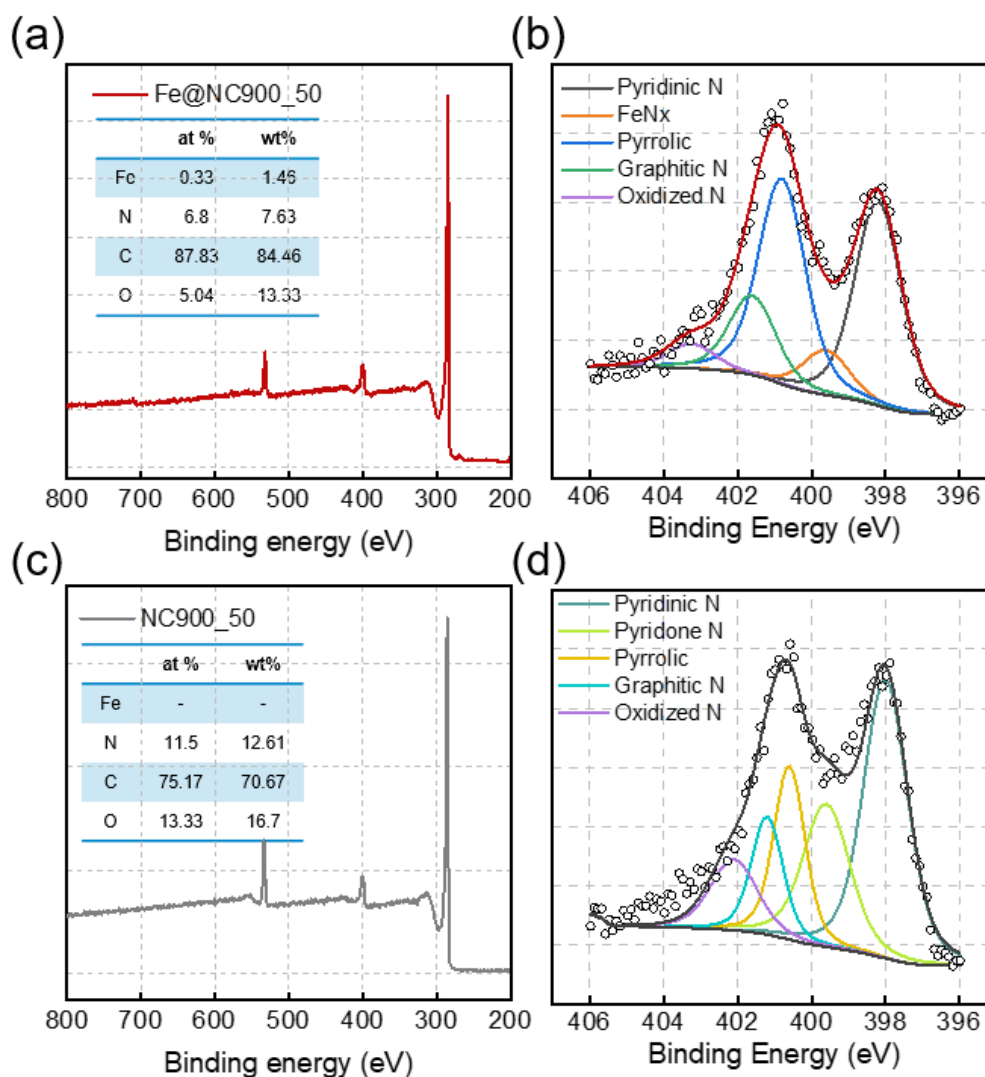 (a)
Fe@NC900_50
at % wt%
Fe 0.33 1.46
N 6.8 7.63
C 87.83 84.46
O 5.04 13.33
800 700 600 500 400 300 200
Binding energy (eV)
(b)
Pyridinic N
FeNx
Pyrrolic
Graphitic N
Oxidized N
406 404 402 400 398 396
Binding Energy (eV)
(c)
NC900_50
at % wt%
Fe - -
N 11.5 12.61
C 75.17 70.67
O 13.33 16.7
800 700 600 500 400 300 200
Binding energy (eV)
(d)
Pyridinic N
Pyridone N
Pyrrolic
Graphitic N
Oxidized N
406 404 402 400 398 396
Binding Energy (eV)